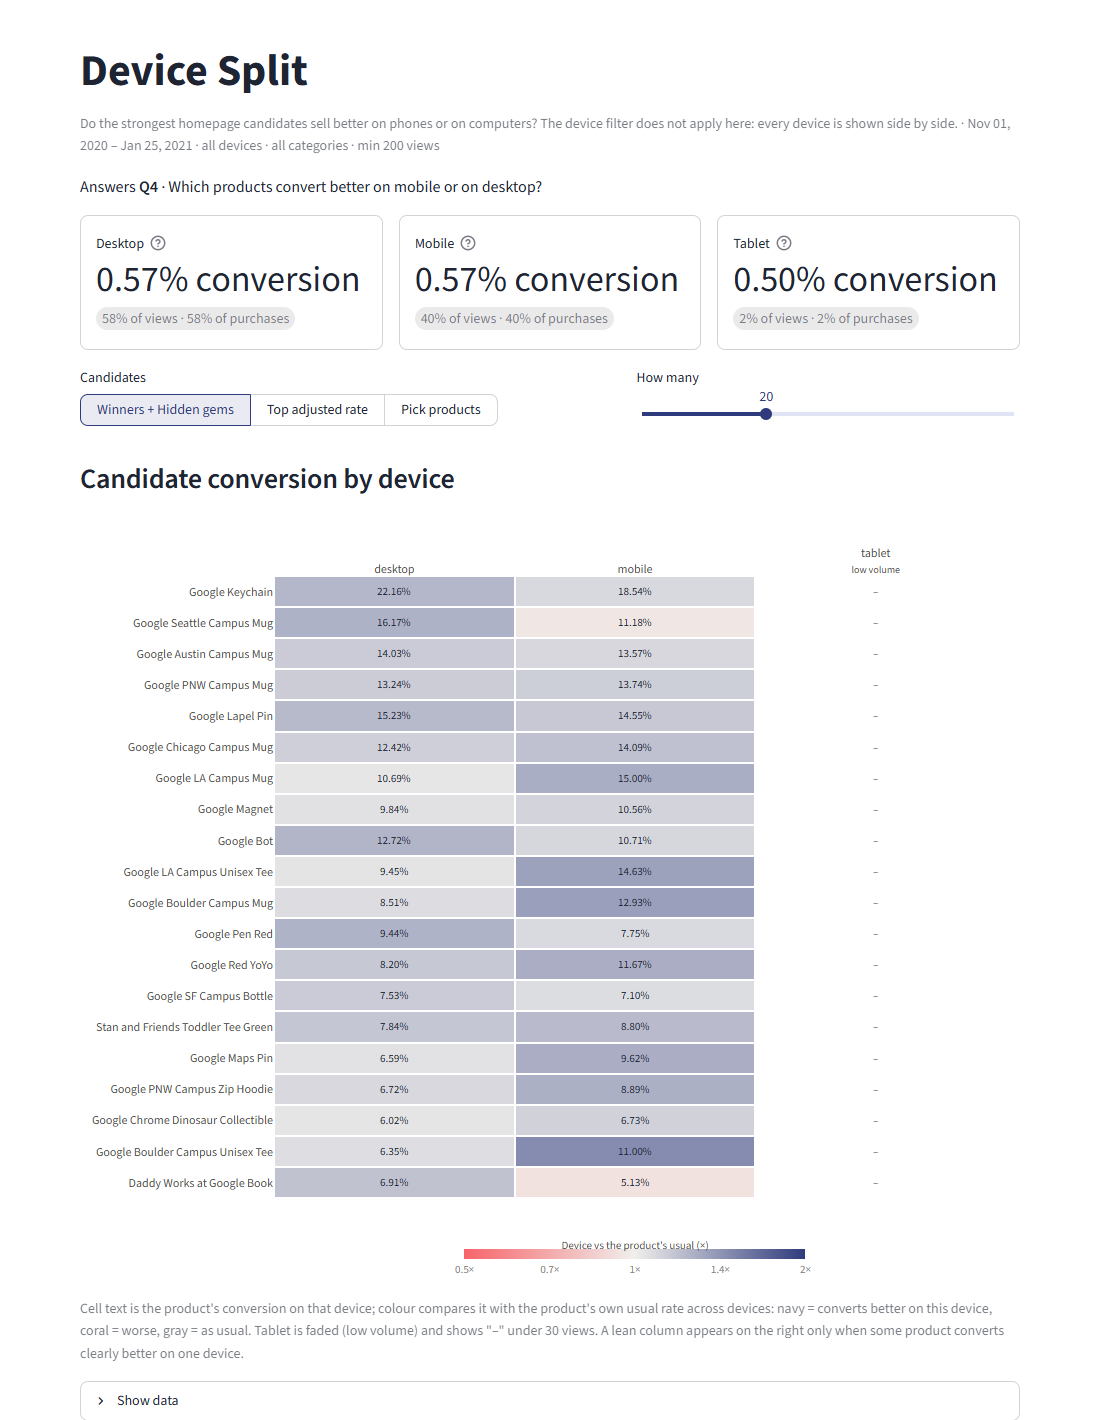 Device Split
Do the strongest homepage candidates sell better on phones or on computers? The device filter does not apply here: every device is shown side by side. · Nov 01,
2020 – Jan 25, 2021 · all devices · all categories · min 200 views
Answers Q4 · Which products convert better on mobile or on desktop?
Desktop
0.57% conversion
58% of views · 58% of purchases
Mobile
0.57% conversion
40% of views · 40% of purchases
Tablet
0.50% conversion
2% of views · 2% of purchases
Candidates
Winners + Hidden gems
Top adjusted rate
Pick products
How many
20
Candidate conversion by device
desktop mobile tablet
low volume
Google Keychain 22.16% 18.54% –
Google Seattle Campus Mug 16.17% 11.18% –
Google Austin Campus Mug 14.03% 13.57% –
Google PNW Campus Mug 13.24% 13.74% –
Google Lapel Pin 15.23% 14.55% –
Google Chicago Campus Mug 12.42% 14.09% –
Google LA Campus Mug 10.69% 15.00% –
Google Magnet 9.84% 10.56% –
Google Bot 12.72% 10.71% –
Google LA Campus Unisex Tee 9.45% 14.63% –
Google Boulder Campus Mug 8.51% 12.93% –
Google Pen Red 9.44% 7.75% –
Google Red YoYo 8.20% 11.67% –
Google SF Campus Bottle 7.53% 7.10% –
Stan and Friends Toddler Tee Green 7.84% 8.80% –
Google Maps Pin 6.59% 9.62% –
Google PNW Campus Zip Hoodie 6.72% 8.89% –
Google Chrome Dinosaur Collectible 6.02% 6.73% –
Google Boulder Campus Unisex Tee 6.35% 11.00% –
Daddy Works at Google Book 6.91% 5.13% –
Device vs the product's usual (×)
0.5× 0.7× 1× 1.4× 2×
Cell text is the product's conversion on that device; colour compares it with the product's own usual rate across devices: navy = converts better on this device,
coral = worse, gray = as usual. Tablet is faded (low volume) and shows "–" under 30 views. A lean column appears on the right only when some product converts
clearly better on one device.
Show data